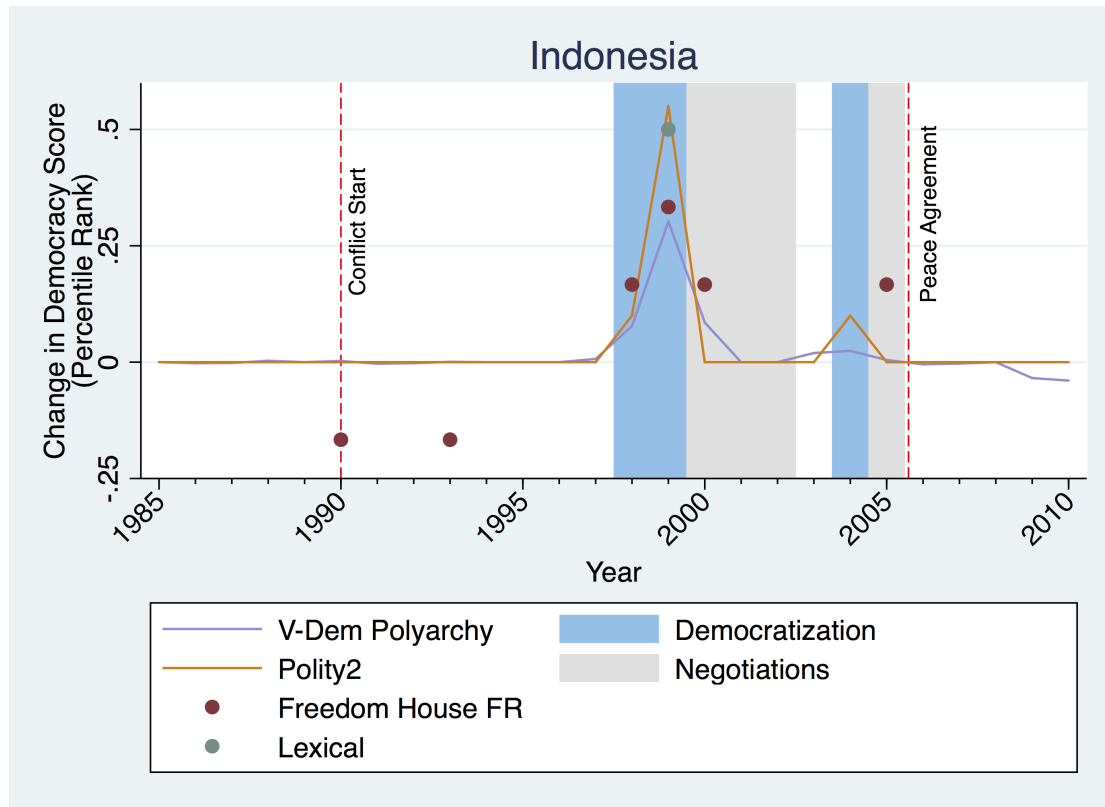 Indonesia
Change in Democracy Score
(Percentile Rank)
.5
.25
0
-.25
Conflict Start
Peace Agreement
1985
1990
1995
2000
2005
2010
Year
V-Dem Polyarchy
Democratization
Polity2
Negotiations
Freedom House FR
Lexical